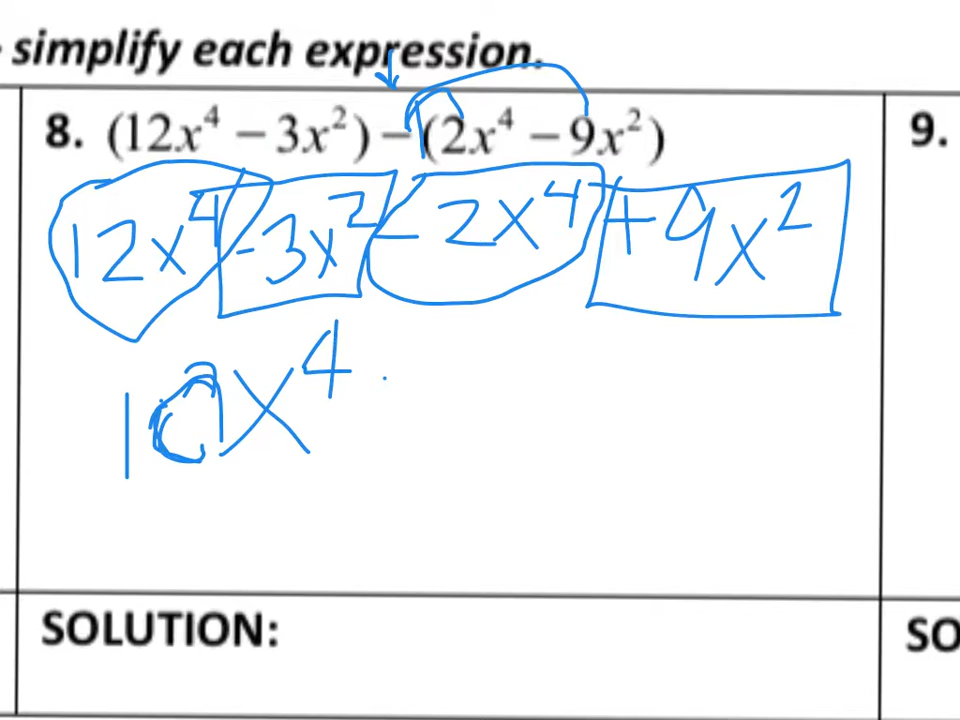 simplify each expression.
8. (12x⁴ – 3x²) – (2x⁴ – 9x²)
9.
12x⁴ - 3x² - 2x⁴ + 9x²
10x⁴
SOLUTION:
SO